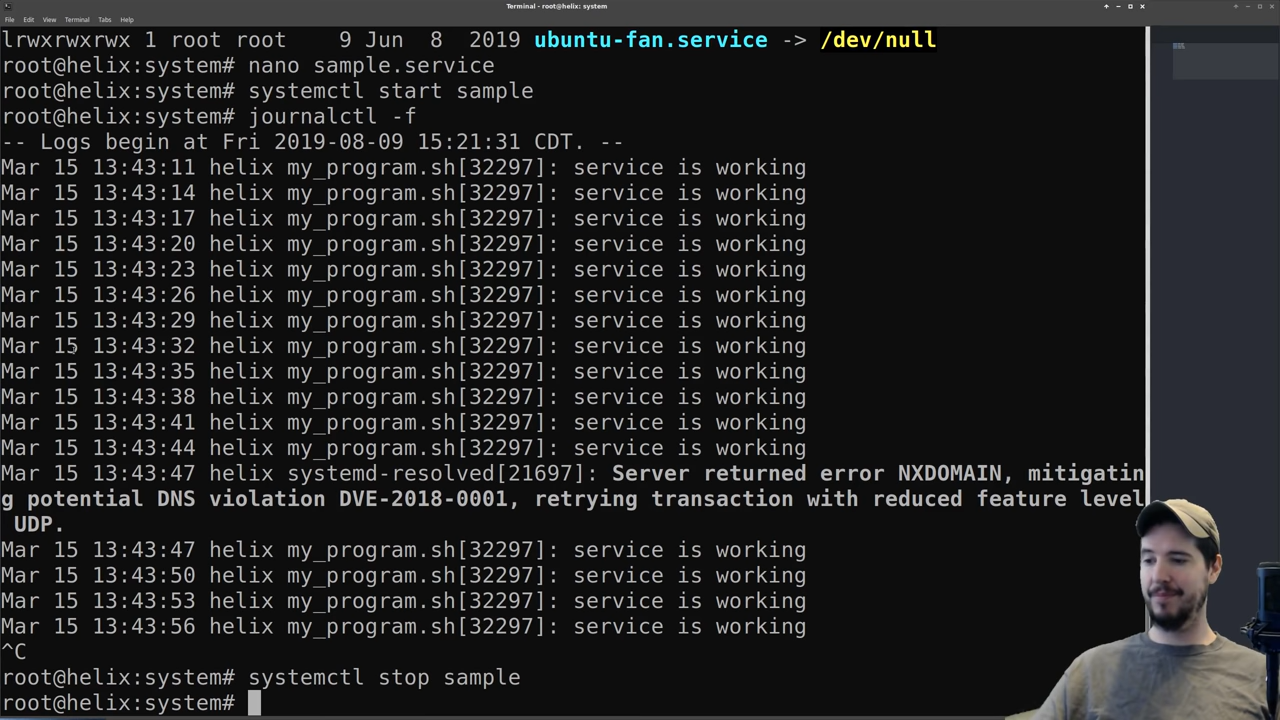 Terminal - root@helix: system
File Edit View Terminal Tabs Help
lrwxrwxrwx 1 root root 9 Jun 8 2019 ubuntu-fan.service -> /dev/null
root@helix:system# nano sample.service
root@helix:system# systemctl start sample
root@helix:system# journalctl -f
-- Logs begin at Fri 2019-08-09 15:21:31 CDT. --
Mar 15 13:43:11 helix my_program.sh[32297]: service is working
Mar 15 13:43:14 helix my_program.sh[32297]: service is working
Mar 15 13:43:17 helix my_program.sh[32297]: service is working
Mar 15 13:43:20 helix my_program.sh[32297]: service is working
Mar 15 13:43:23 helix my_program.sh[32297]: service is working
Mar 15 13:43:26 helix my_program.sh[32297]: service is working
Mar 15 13:43:29 helix my_program.sh[32297]: service is working
Mar 15 13:43:32 helix my_program.sh[32297]: service is working
Mar 15 13:43:35 helix my_program.sh[32297]: service is working
Mar 15 13:43:38 helix my_program.sh[32297]: service is working
Mar 15 13:43:41 helix my_program.sh[32297]: service is working
Mar 15 13:43:44 helix my_program.sh[32297]: service is working
Mar 15 13:43:47 helix systemd-resolved[21697]: Server returned error NXDOMAIN, mitigatin
g potential DNS violation DVE-2018-0001, retrying transaction with reduced feature level
UDP.
Mar 15 13:43:47 helix my_program.sh[32297]: service is working
Mar 15 13:43:50 helix my_program.sh[32297]: service is working
Mar 15 13:43:53 helix my_program.sh[32297]: service is working
Mar 15 13:43:56 helix my_program.sh[32297]: service is working
^C
root@helix:system# systemctl stop sample
root@helix:system#